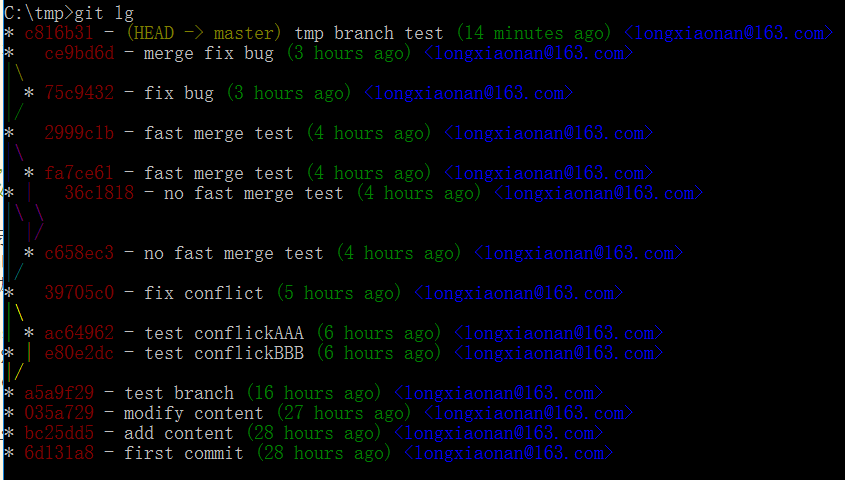 C:\tmp>git lg
* c816b31 - (HEAD -> master) tmp branch test (14 minutes ago) <longxiaonan@163.com>
*   ce9bd6d - merge fix bug (3 hours ago) <longxiaonan@163.com>
|\
| * 75c9432 - fix bug (3 hours ago) <longxiaonan@163.com>
|/
*   2999c1b - fast merge test (4 hours ago) <longxiaonan@163.com>
|\
| * fa7ce61 - fast merge test (4 hours ago) <longxiaonan@163.com>
* |   36c1818 - no fast merge test (4 hours ago) <longxiaonan@163.com>
|\ \
| |/
| * c658ec3 - no fast merge test (4 hours ago) <longxiaonan@163.com>
|/
*   39705c0 - fix conflict (5 hours ago) <longxiaonan@163.com>
|\
| * ac64962 - test conflickAAA (6 hours ago) <longxiaonan@163.com>
* | e80e2dc - test conflickBBB (6 hours ago) <longxiaonan@163.com>
|/
* a5a9f29 - test branch (16 hours ago) <longxiaonan@163.com>
* 035a729 - modify content (27 hours ago) <longxiaonan@163.com>
* bc25dd5 - add content (28 hours ago) <longxiaonan@163.com>
* 6d131a8 - first commit (28 hours ago) <longxiaonan@163.com>